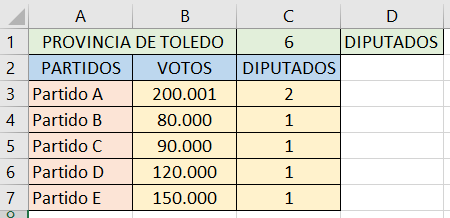 A B C D
1 PROVINCIA DE TOLEDO 6 DIPUTADOS
2 PARTIDOS VOTOS DIPUTADOS
3 Partido A 200.001 2
4 Partido B 80.000 1
5 Partido C 90.000 1
6 Partido D 120.000 1
7 Partido E 150.000 1